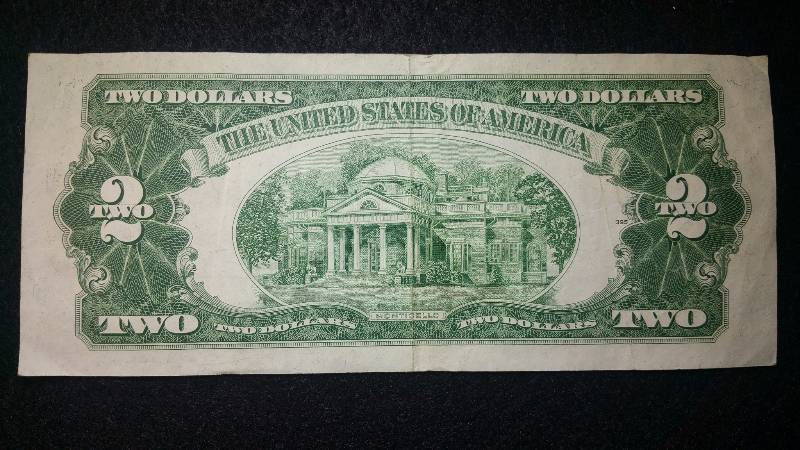 TWO DOLLARS TWO DOLLARS
THE UNITED STATES OF AMERICA
2 2
TWO TWO
395
TWO TWO DOLLARS MONTICELLO TWO DOLLARS TWO